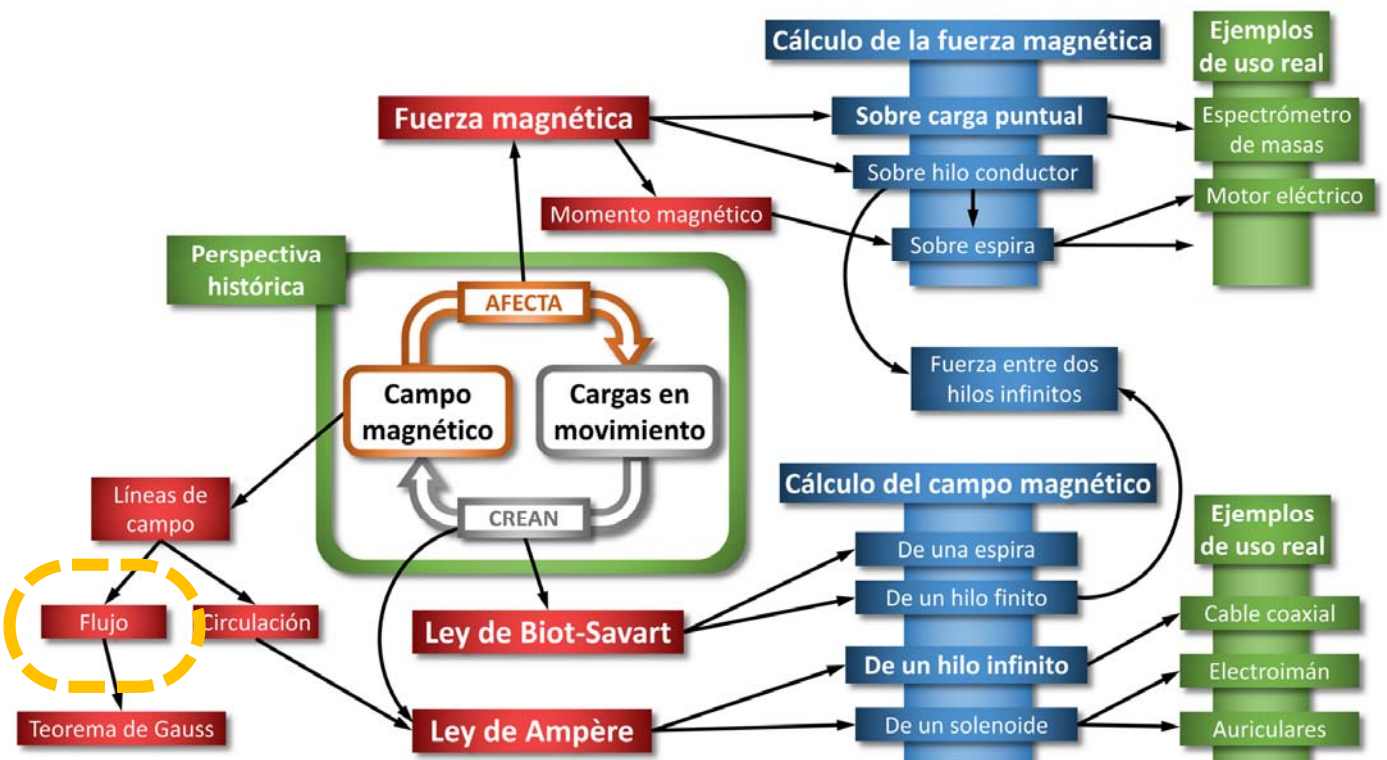 Cálculo de la fuerza magnética
Ejemplos
de uso real
Fuerza magnética
Sobre carga puntual
Espectrómetro
de masas
Sobre hilo conductor
Motor eléctrico
Momento magnético
Sobre espira
Perspectiva
histórica
AFECTA
Campo
magnético
Cargas en
movimiento
CREAN
Fuerza entre dos
hilos infinitos
Líneas de
campo
Flujo
Circulación
Teorema de Gauss
Cálculo del campo magnético
Ejemplos
de uso real
De una espira
De un hilo finito
Ley de Biot-Savart
Cable coaxial
De un hilo infinito
Electroimán
Ley de Ampère
De un solenoide
Auriculares